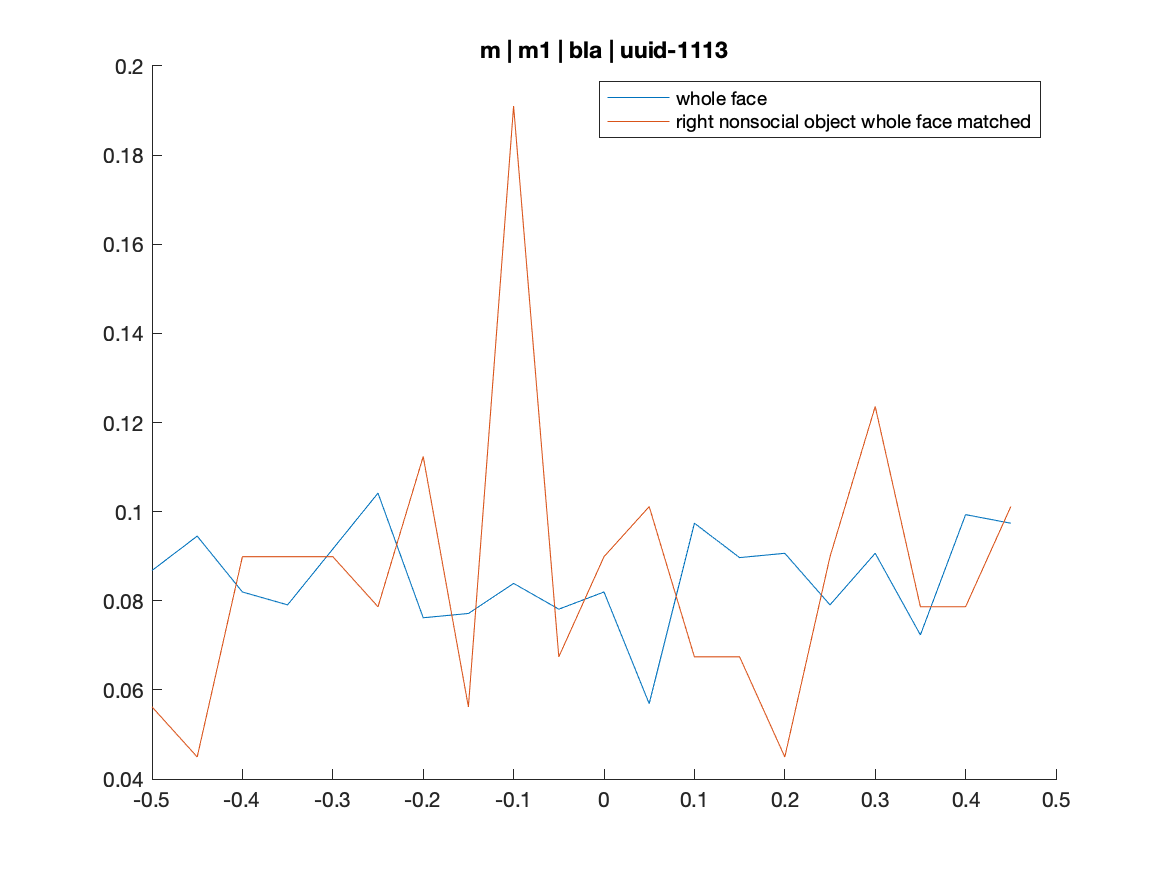 m | m1 | bla | uuid-1113
whole face
right nonsocial object whole face matched
0.2
0.18
0.16
0.14
0.12
0.1
0.08
0.06
0.04
-0.5 -0.4 -0.3 -0.2 -0.1 0 0.1 0.2 0.3 0.4 0.5